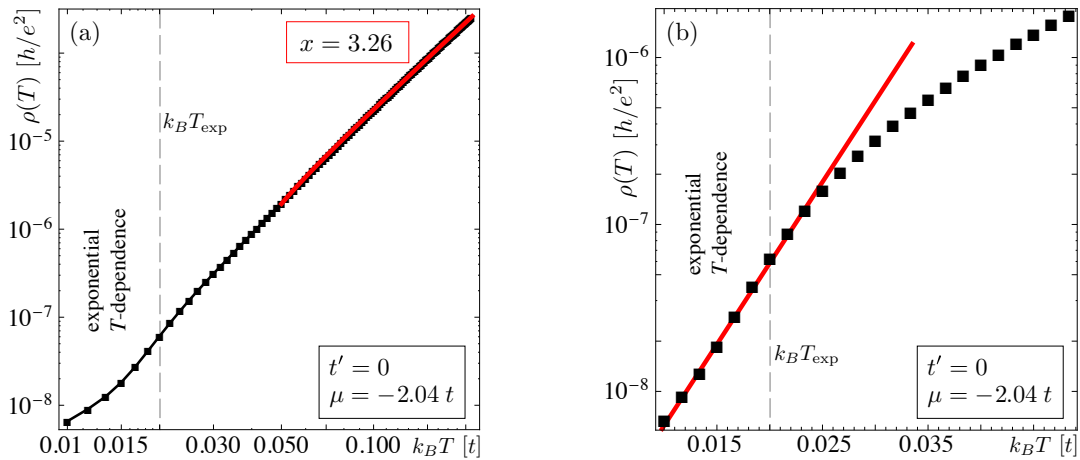 (a)
x = 3.26
ρ(T) [h/e²]
10⁻⁵
10⁻⁶
10⁻⁷
10⁻⁸
k_BT_exp
exponential
T-dependence
t′ = 0
μ = −2.04 t
0.01 0.015 0.030 0.050 0.100 k_BT [t]
(b)
ρ(T) [h/e²]
10⁻⁶
10⁻⁷
10⁻⁸
exponential
T-dependence
k_BT_exp
t′ = 0
μ = −2.04 t
0.015 0.025 0.035 k_BT [t]